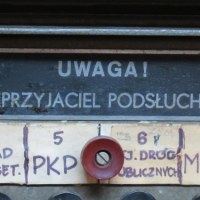 UWAGA!
PRZYJACIEL PODSŁUCH
5 6
PKP J. DRÓG
UBLICZNYCH
M